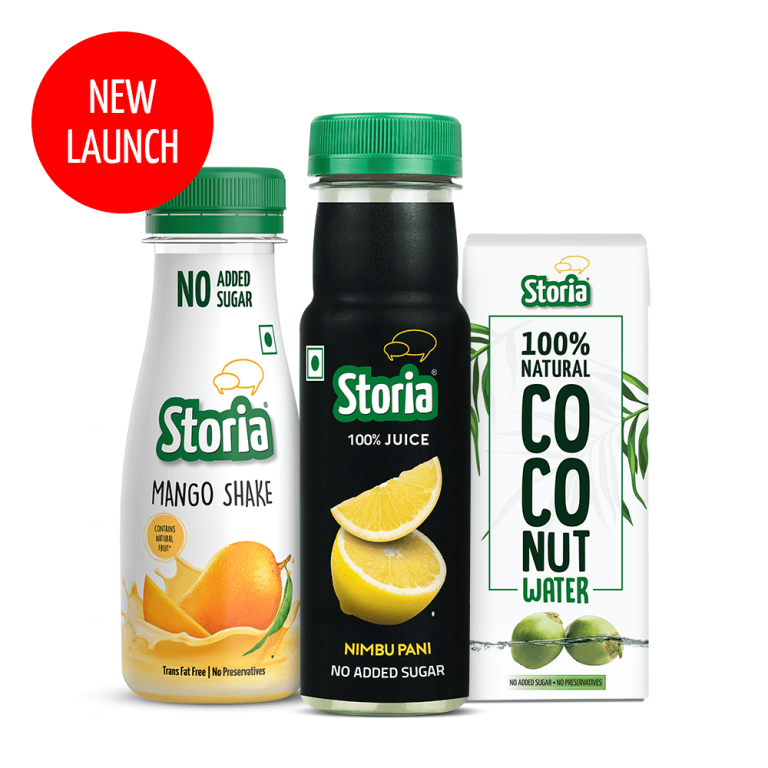 NEW
LAUNCH
NO ADDED
SUGAR
Storia
MANGO SHAKE
CONTAINS
NATURAL
FRUIT*
Trans Fat Free | No Preservatives
Storia®
100% JUICE
NIMBU PANI
NO ADDED SUGAR
Storia
100%
NATURAL
CO
CO
NUT
WATER
NO ADDED SUGAR • NO PRESERVATIVES